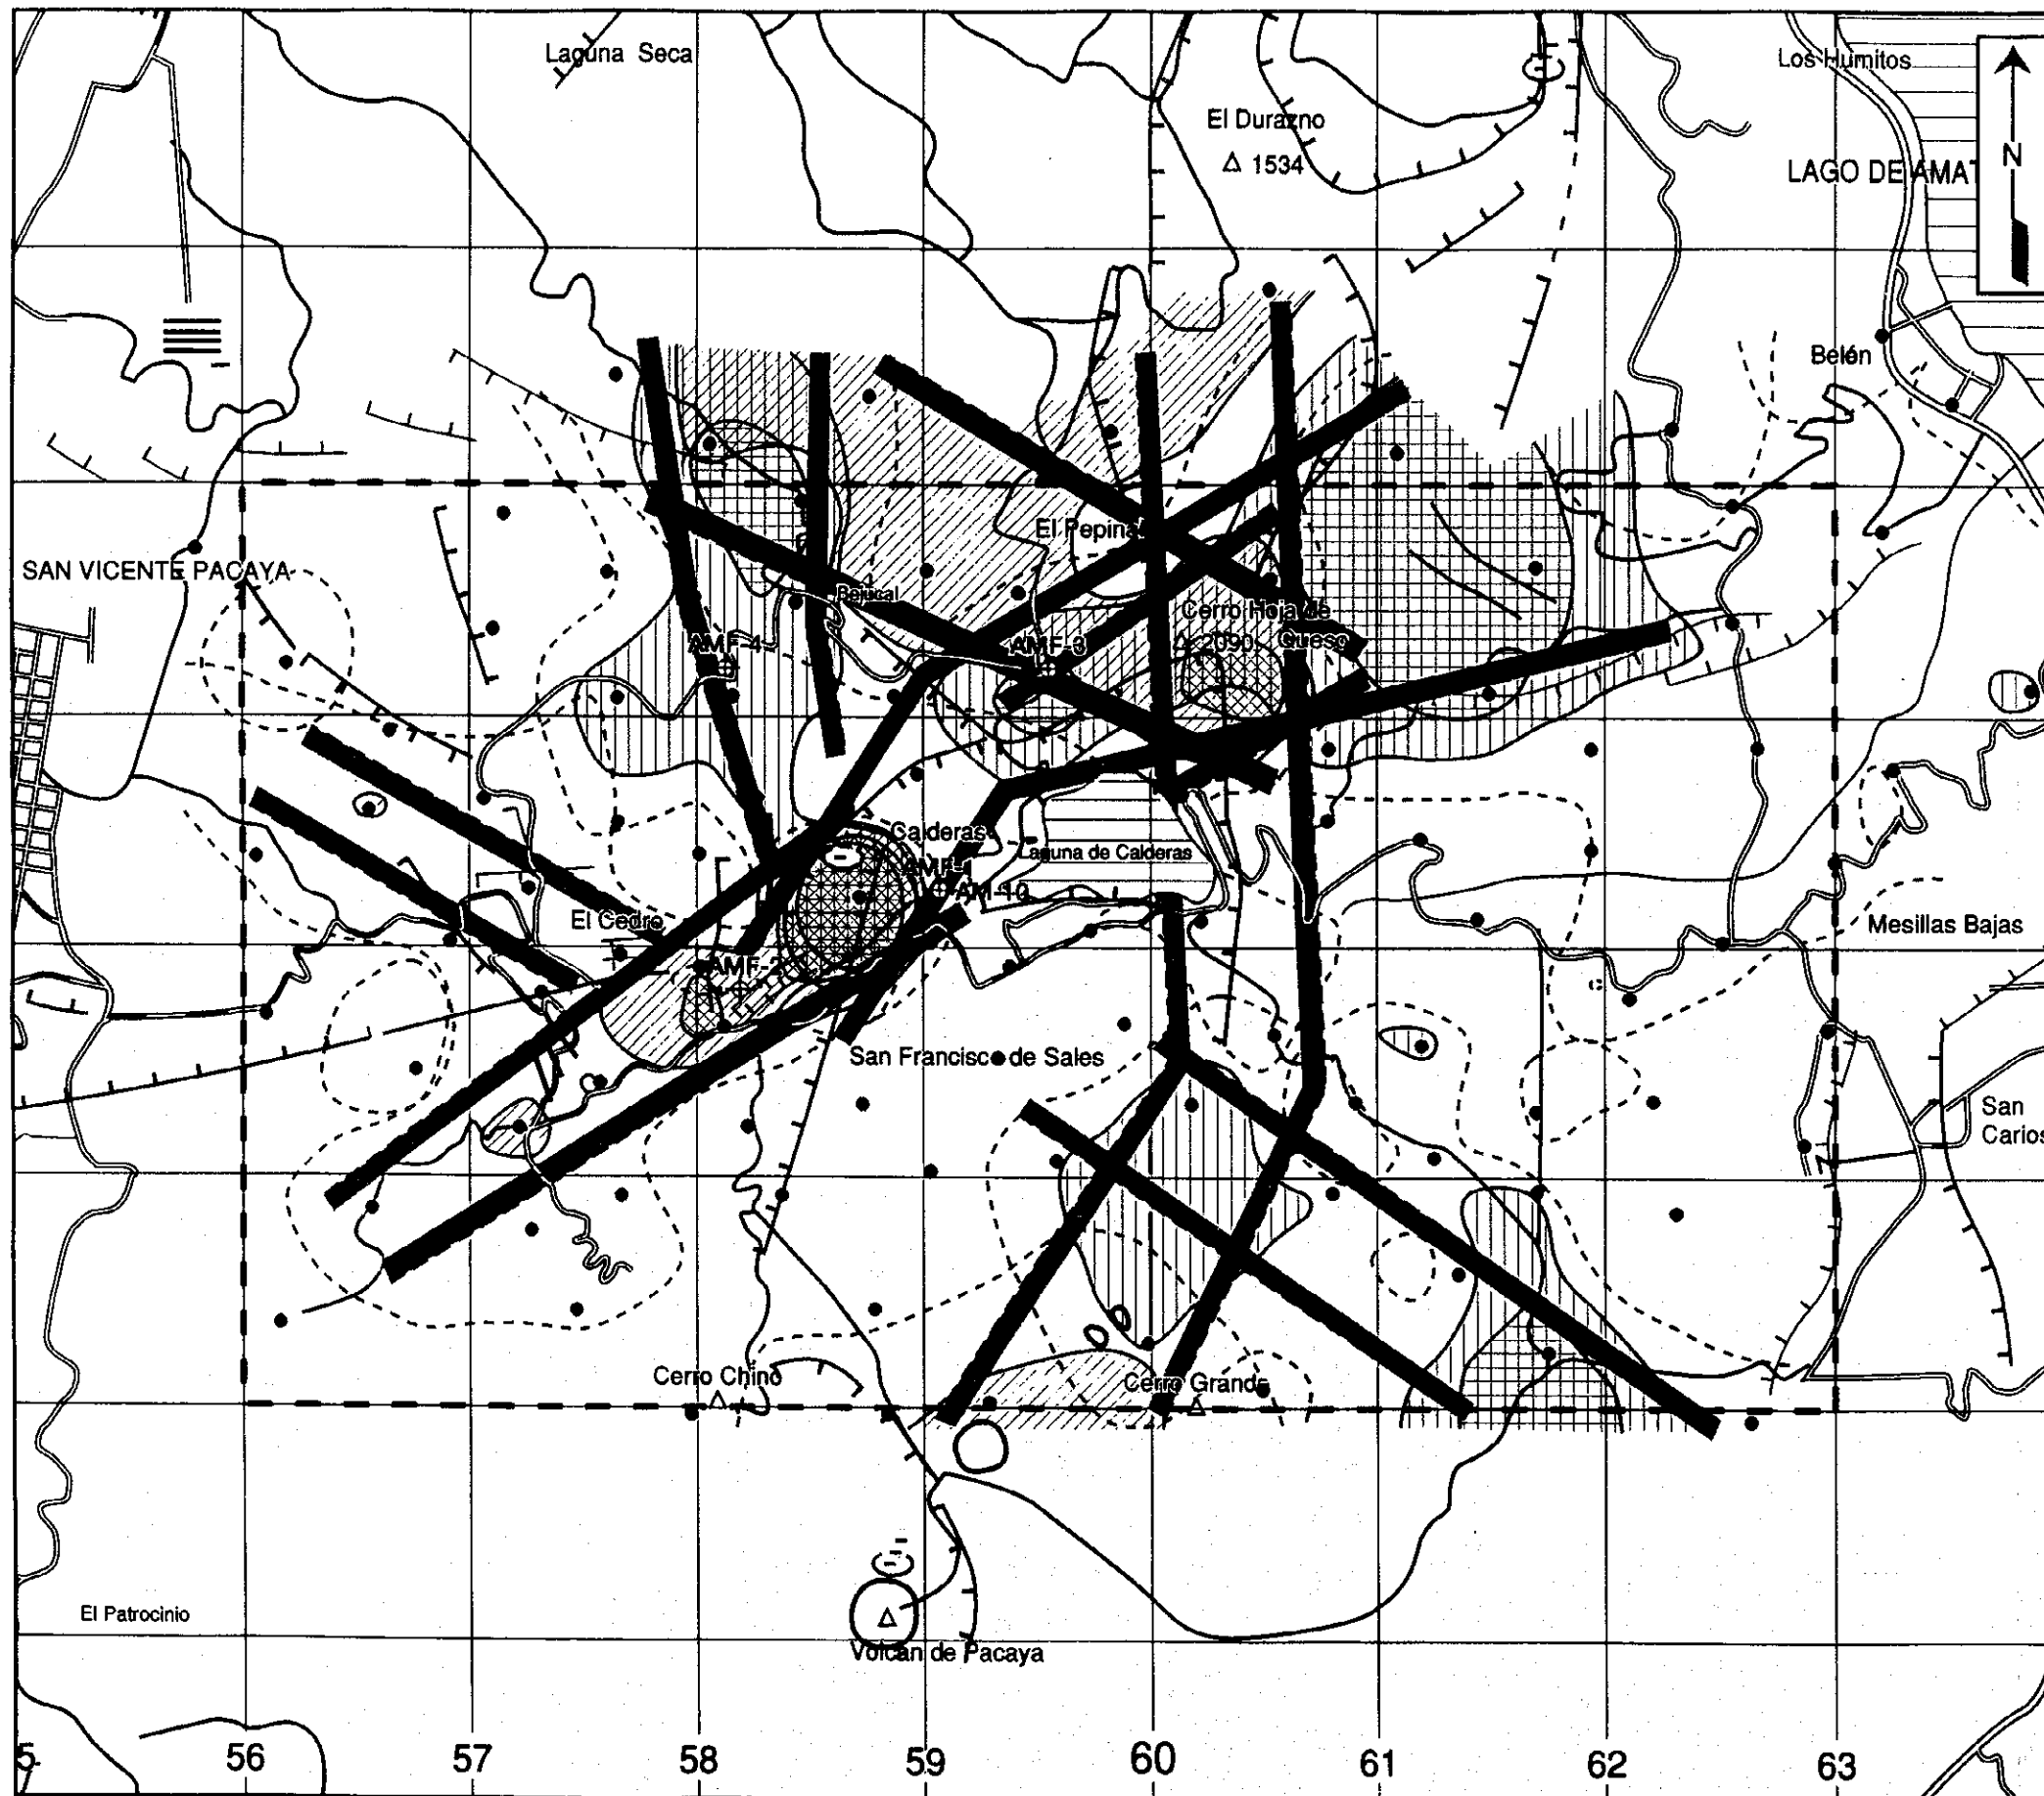 Laguna Seca
Los Humitos
El Durazno
△ 1534
N
LAGO DE AMAT
Belén
El Pepinal
SAN VICENTE PACAYA
Bejucal
Cerro Hoja de
Queso
△ 2090
AMF-4
AMF-3
Calderas
Laguna de Calderas
AMF-1
AM-10
El Cedro
Mesillas Bajas
AMF-2
San Francisco de Sales
San
Carlos
Cerro Chino
Cerro Grande
El Patrocinio
Volcán de Pacaya
56 57 58 59 60 61 62 63